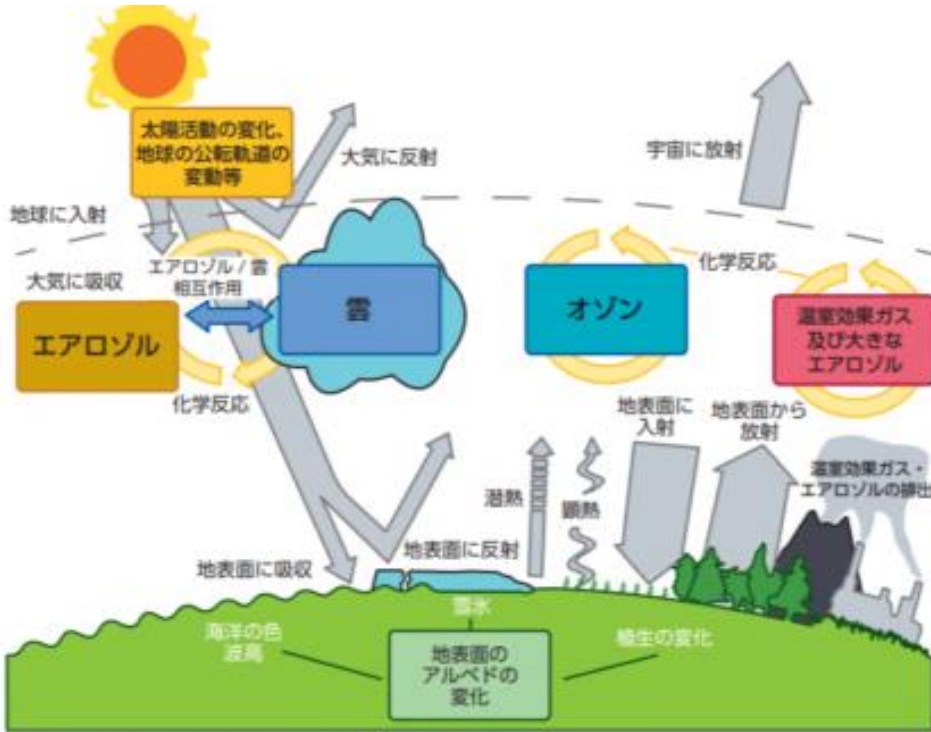 太陽活動の変化、
地球の公転軌道の
変動等
大気に反射
宇宙に放射
地球に入射
大気に吸収
エアロゾル / 雲
相互作用
化学反応
エアロゾル
雲
オゾン
温室効果ガス
及び大きな
エアロゾル
化学反応
地表面に
入射
地表面から
放射
温室効果ガス・
エアロゾルの排出
潜熱
顕熱
地表面に吸収
地表面に反射
雪氷
海洋の色
波高
地表面の
アルベドの
変化
植生の変化